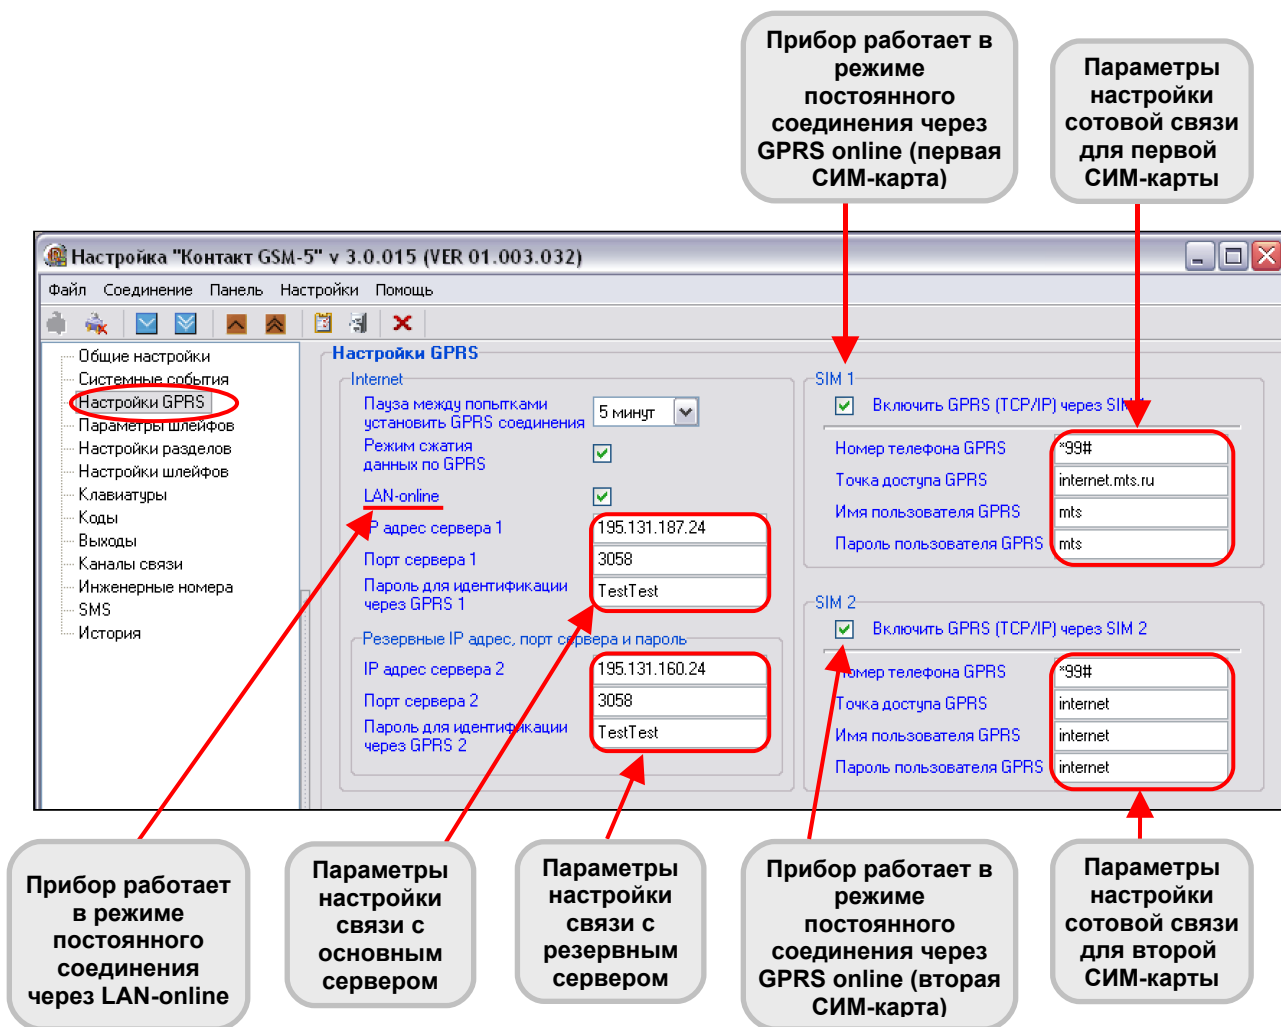 Прибор работает в
режиме
постоянного
соединения через
GPRS online (первая
СИМ-карта)
Параметры
настройки
сотовой связи
для первой
СИМ-карты
Настройка "Контакт GSM-5" v 3.0.015 (VER 01.003.032)
Файл Соединение Панель Настройки Помощь
Общие настройки
Системные события
Настройки GPRS
Параметры шлейфов
Настройки разделов
Настройки шлейфов
Клавиатуры
Коды
Выходы
Каналы связи
Инженерные номера
SMS
История
Настройки GPRS
Internet
Пауза между попытками
установить GPRS соединения
5 минут
Режим сжатия
данных по GPRS
LAN-online
IP адрес сервера 1 195.131.187.24
Порт сервера 1 3058
Пароль для идентификации
через GPRS 1
TestTest
Резервные IP адрес, порт сервера и пароль
IP адрес сервера 2 195.131.160.24
Порт сервера 2 3058
Пароль для идентификации
через GPRS 2
TestTest
SIM 1
Включить GPRS (TCP/IP) через SIM 1
Номер телефона GPRS *99#
Точка доступа GPRS internet.mts.ru
Имя пользователя GPRS mts
Пароль пользователя GPRS mts
SIM 2
Включить GPRS (TCP/IP) через SIM 2
Номер телефона GPRS *99#
Точка доступа GPRS internet
Имя пользователя GPRS internet
Пароль пользователя GPRS internet
Прибор работает
в режиме
постоянного
соединения
через LAN-online
Параметры
настройки
связи с
основным
сервером
Параметры
настройки
связи с
резервным
сервером
Прибор работает в
режиме
постоянного
соединения через
GPRS online (вторая
СИМ-карта)
Параметры
настройки
сотовой связи
для второй
СИМ-карты